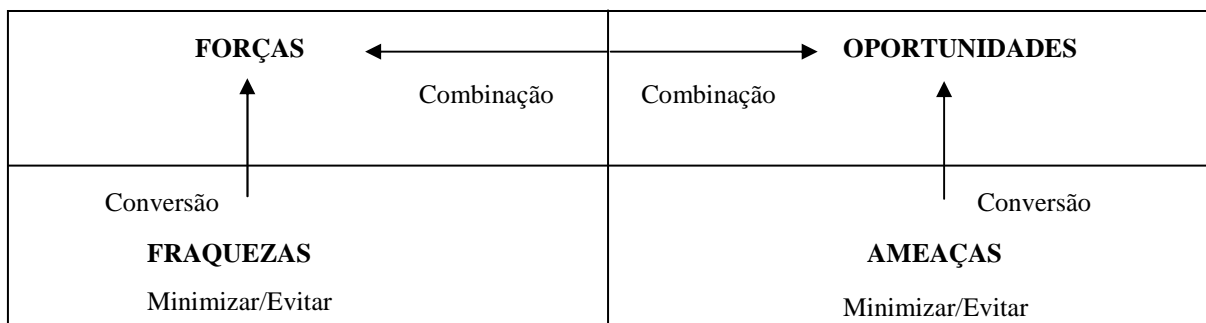 FORÇAS
OPORTUNIDADES
Combinação
Combinação
Conversão
Conversão
FRAQUEZAS
AMEAÇAS
Minimizar/Evitar
Minimizar/Evitar